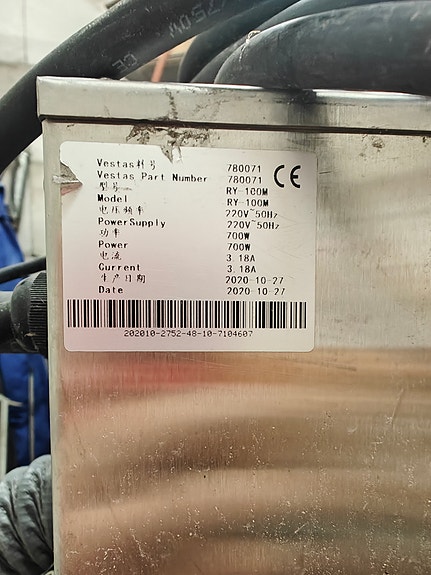 Vestas料号 780071
Vestas Part Number 780071
型号 RY-100M
Model RY-100M
电压频率 220V~50Hz
PowerSupply 220V~50Hz
功率 700W
Power 700W
电流 3.18A
Current 3.18A
生产日期 2020-10-27
Date 2020-10-27
CE
202010-2752-48-10-7104607